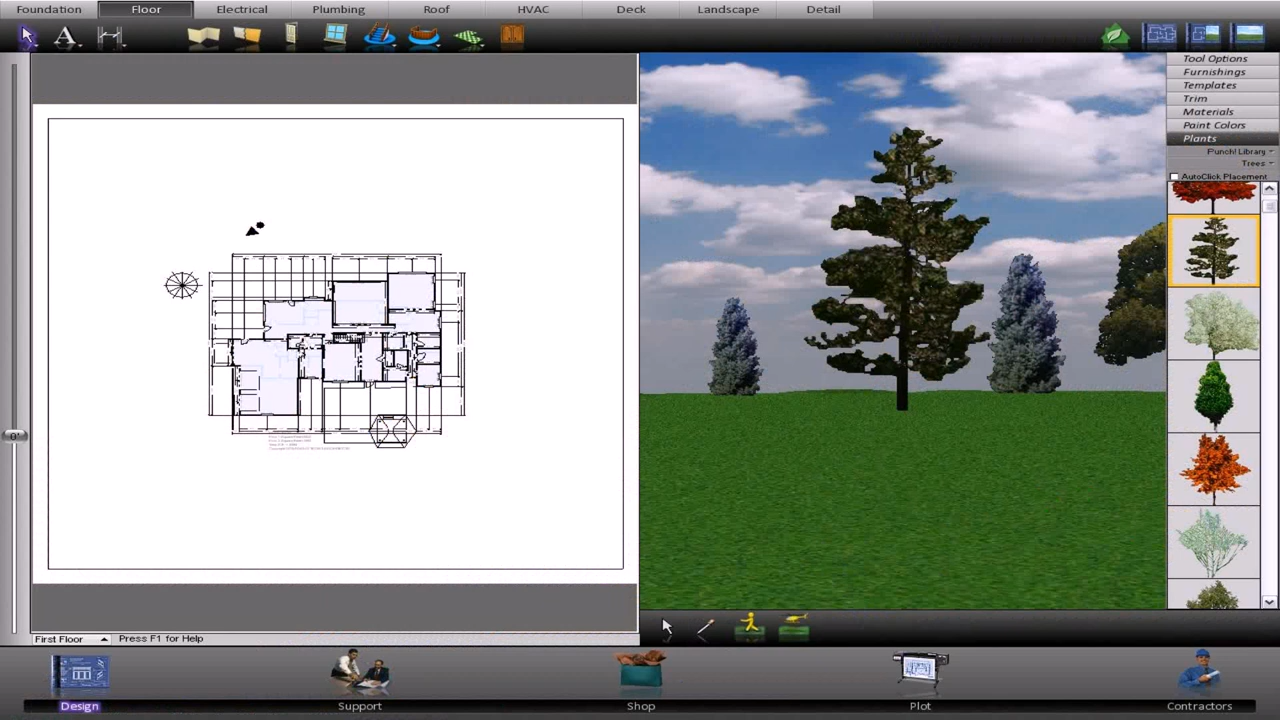 Foundation Floor Electrical Plumbing Roof HVAC Deck Landscape Detail
A
Tool Options
Furnishings
Templates
Trim
Materials
Paint Colors
Plants
Punch! Library
Trees
AutoClick Placement
0°
First Floor Press F1 for Help
Design Support Shop Plot Contractors